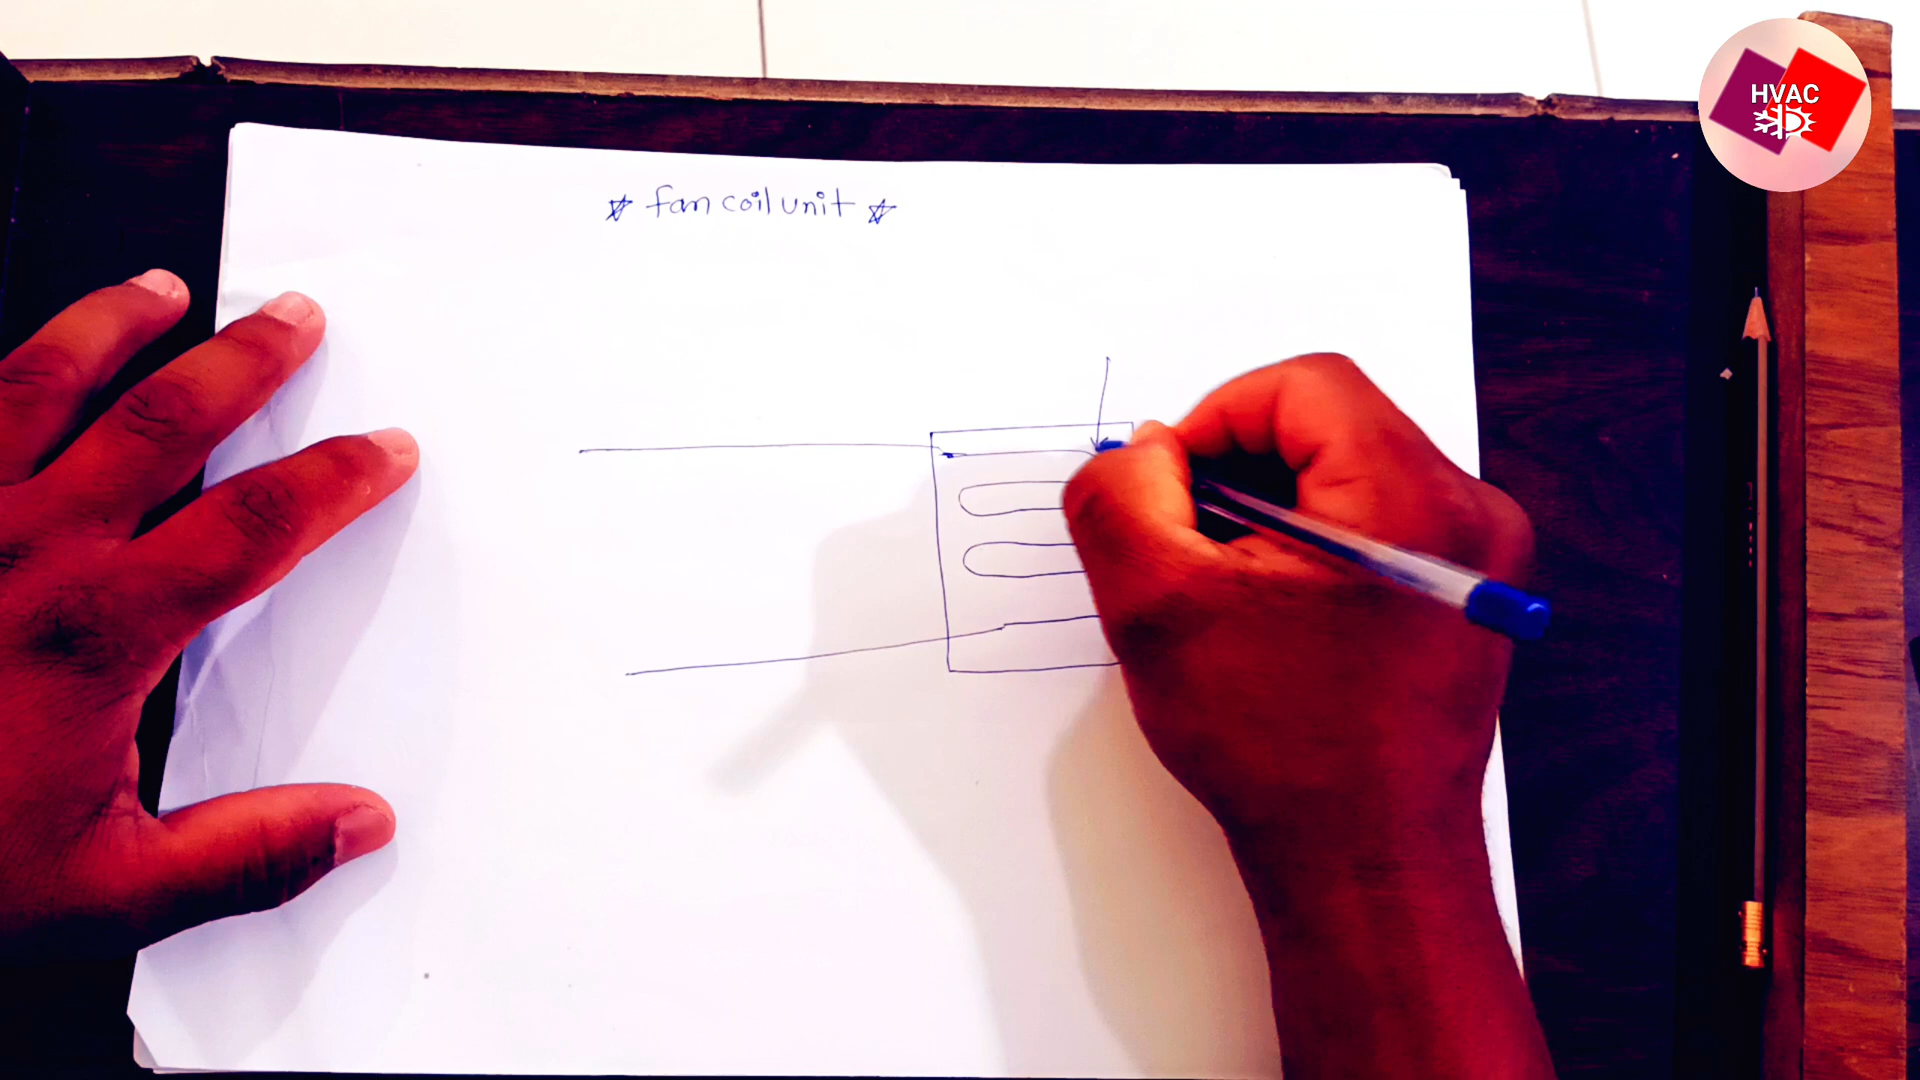 ☆ fan coil unit ☆
HVAC